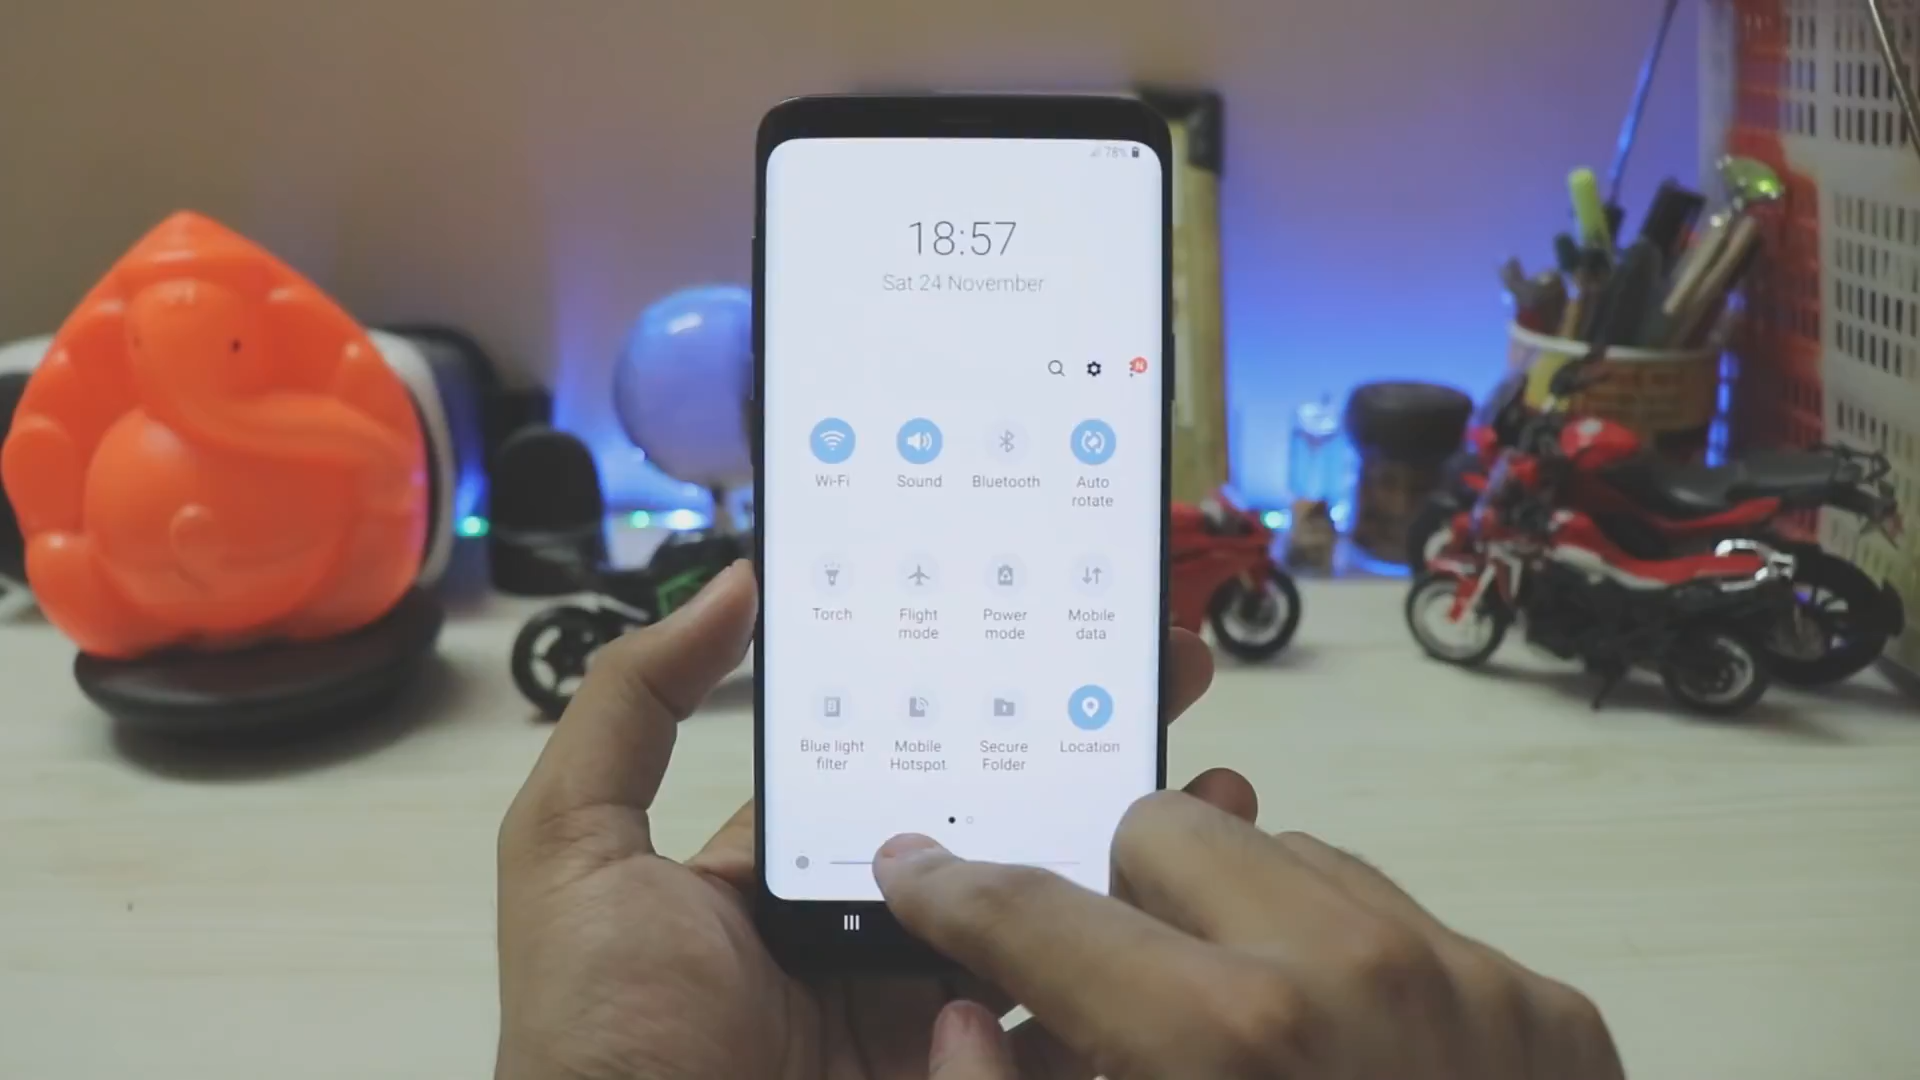 78%
18:57
Sat 24 November
N
Wi-Fi
Sound
Bluetooth
Auto
rotate
Torch
Flight
mode
Power
mode
Mobile
data
Blue light
filter
Mobile
Hotspot
Secure
Folder
Location